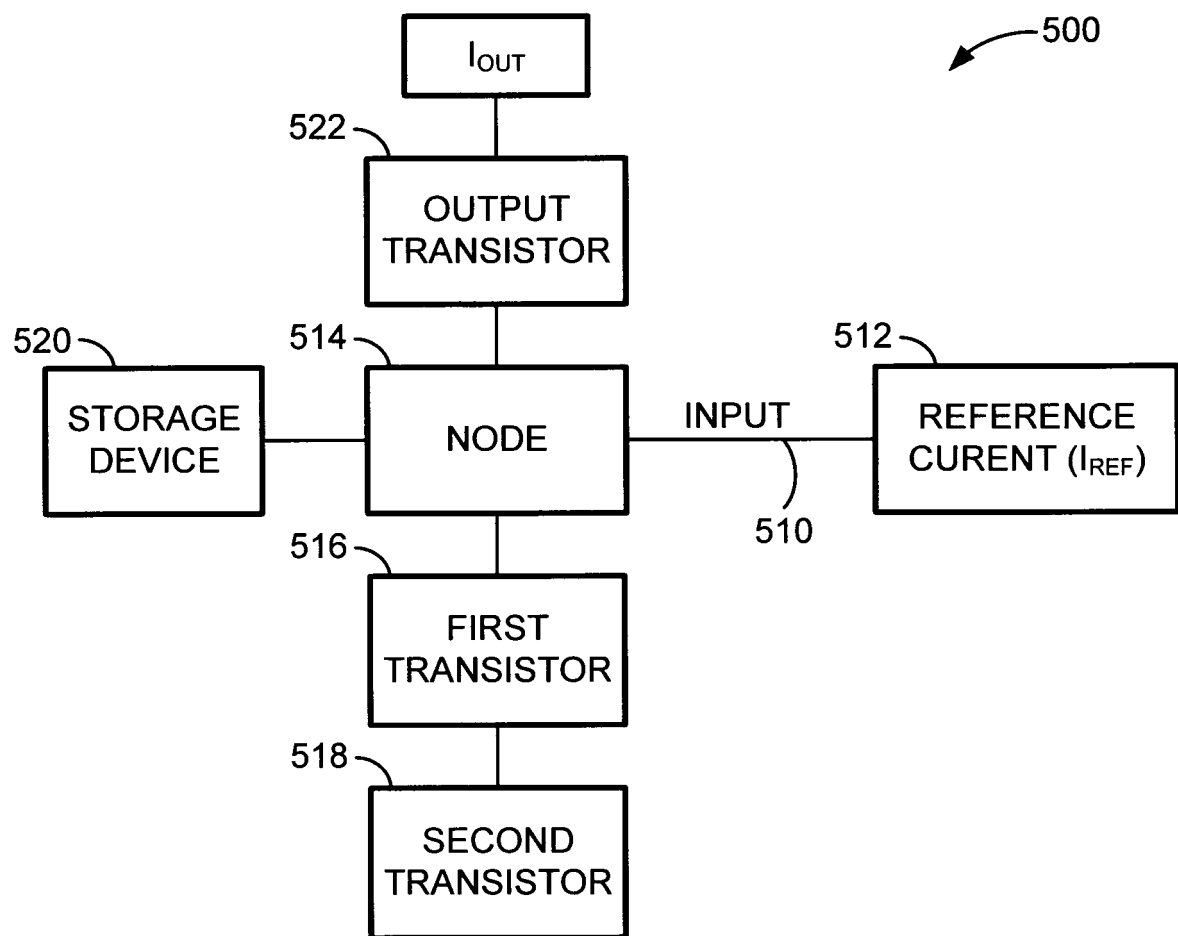 500
I_OUT
522
OUTPUT
TRANSISTOR
520
514
512
STORAGE
DEVICE
NODE
INPUT
REFERENCE
CURENT (I_REF)
510
516
FIRST
TRANSISTOR
518
SECOND
TRANSISTOR